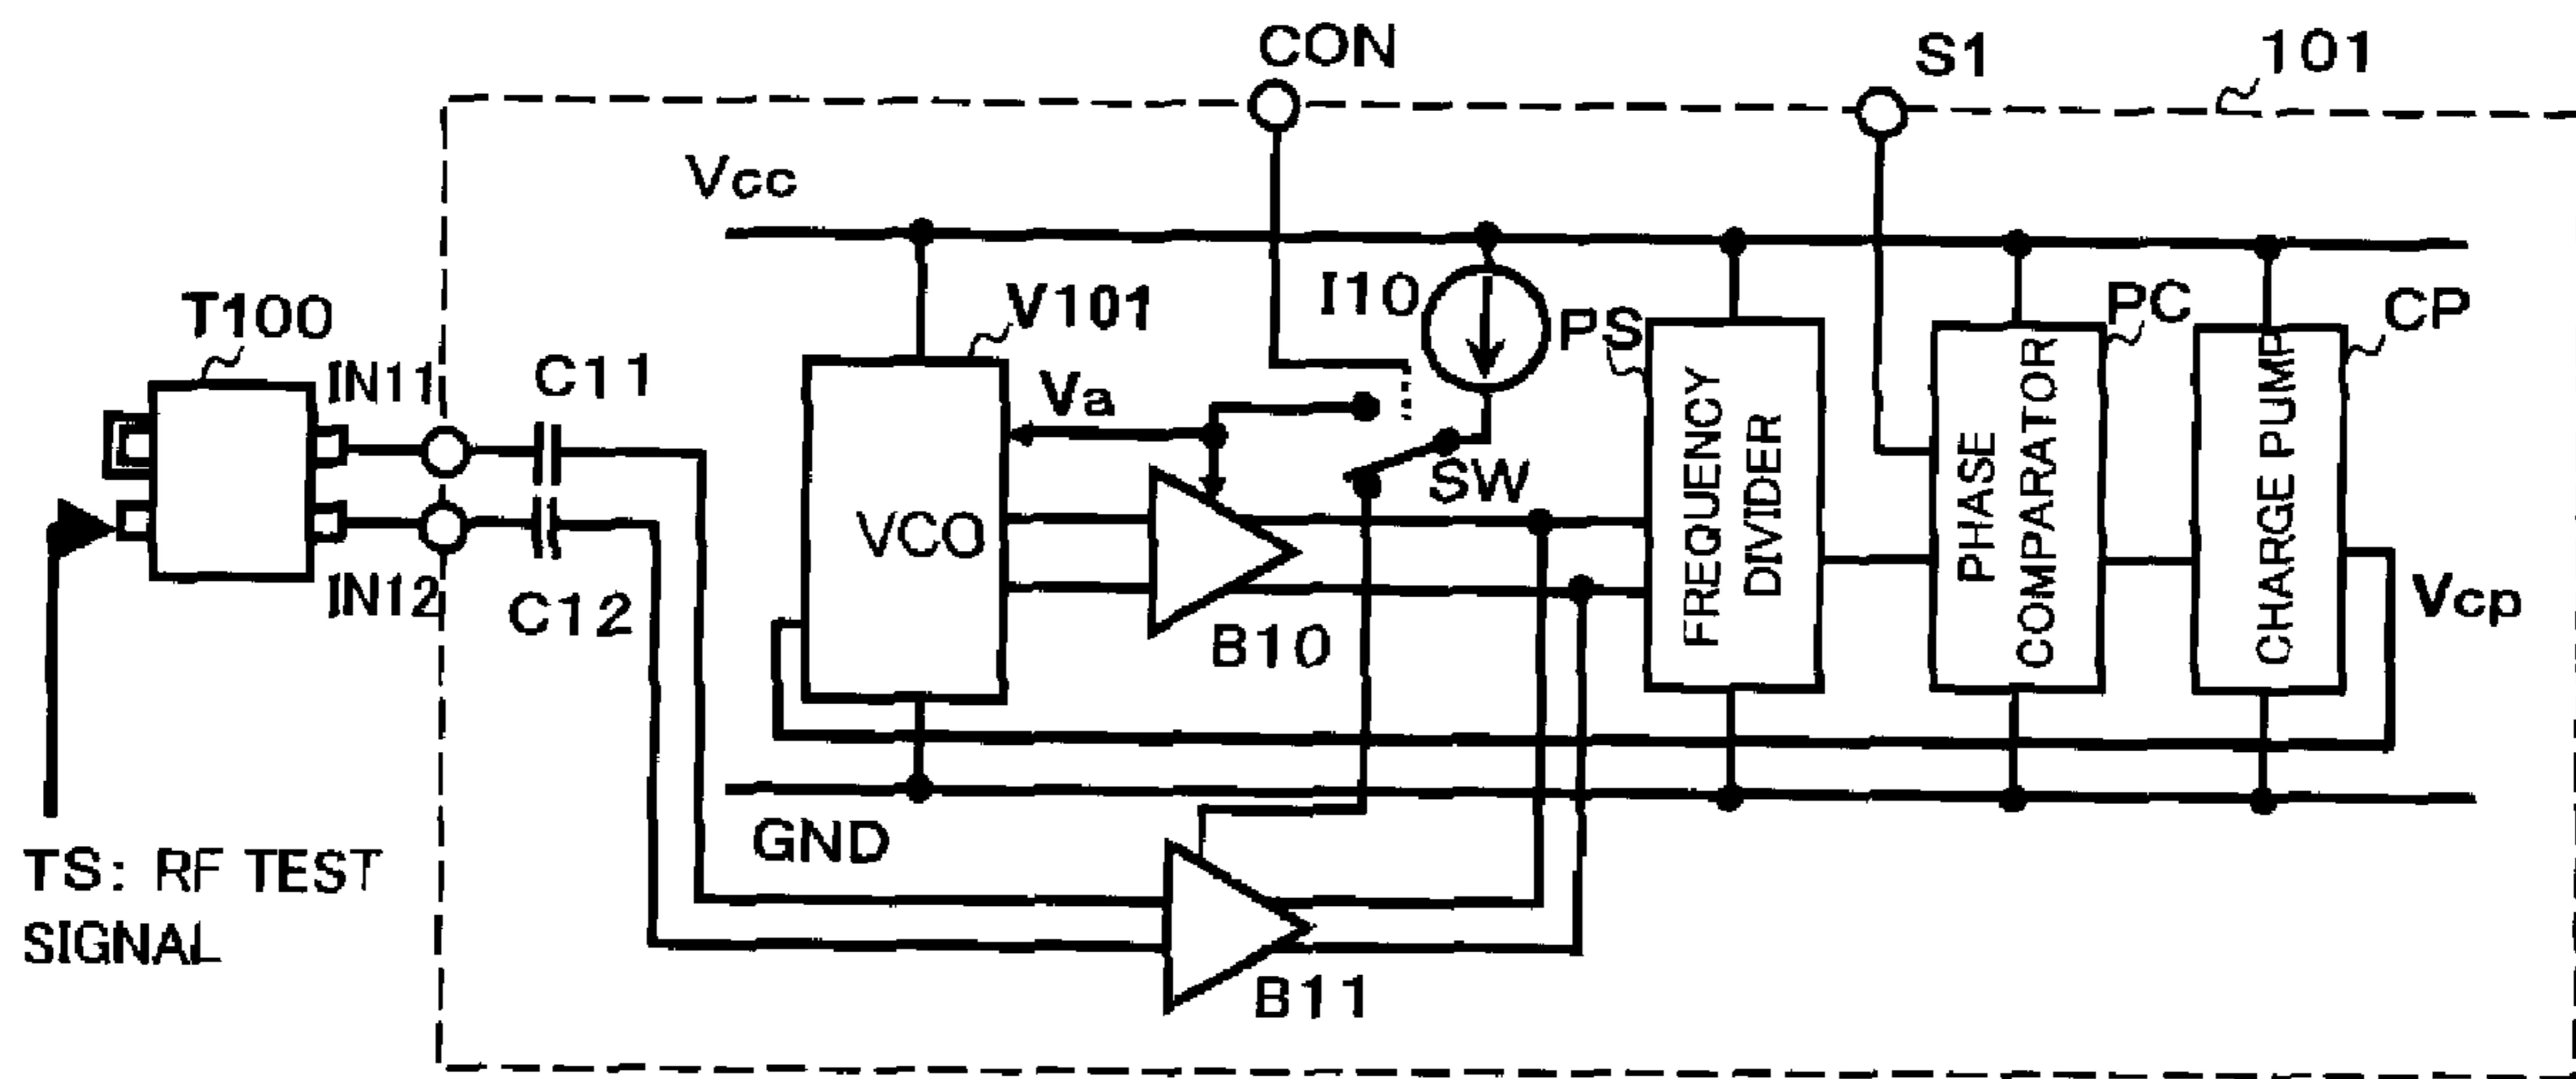 CON
S1
101
Vcc
T100
V101
I10
PS
PC
CP
IN11
C11
Va
SW
VCO
FREQUENCY
DIVIDER
PHASE
COMPARATOR
CHARGE PUMP
Vcp
IN12
C12
B10
GND
TS: RF TEST
SIGNAL
B11